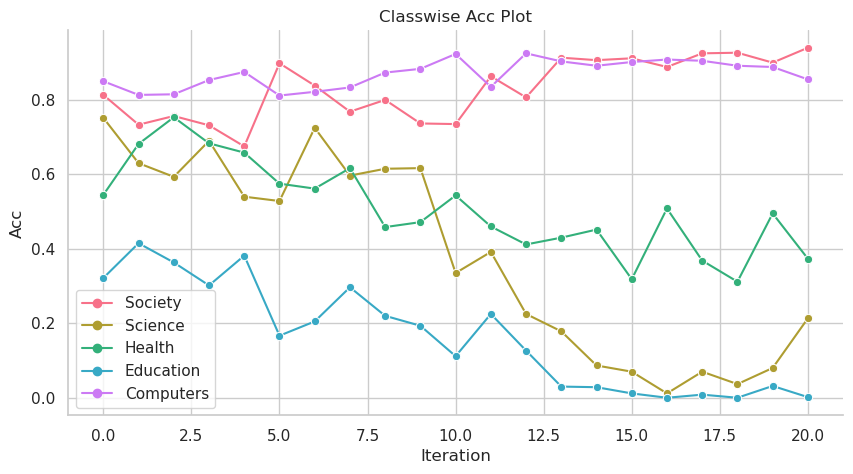 Classwise Acc Plot
Acc
0.8
0.6
0.4
0.2
0.0
Society
Science
Health
Education
Computers
0.0 2.5 5.0 7.5 10.0 12.5 15.0 17.5 20.0
Iteration